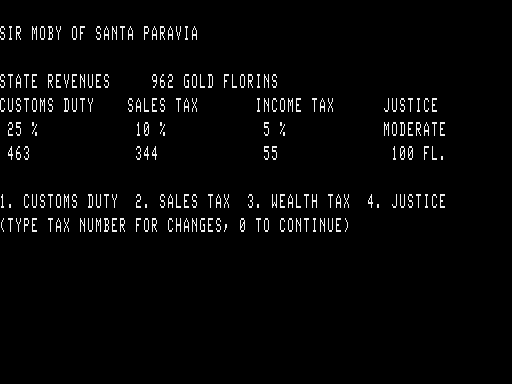 SIR MOBY OF SANTA PARAVIA
STATE REVENUES 962 GOLD FLORINS
CUSTOMS DUTY SALES TAX INCOME TAX JUSTICE
25 % 10 % 5 % MODERATE
463 344 55 100 FL.
1. CUSTOMS DUTY 2. SALES TAX 3. WEALTH TAX 4. JUSTICE
(TYPE TAX NUMBER FOR CHANGES, 0 TO CONTINUE)